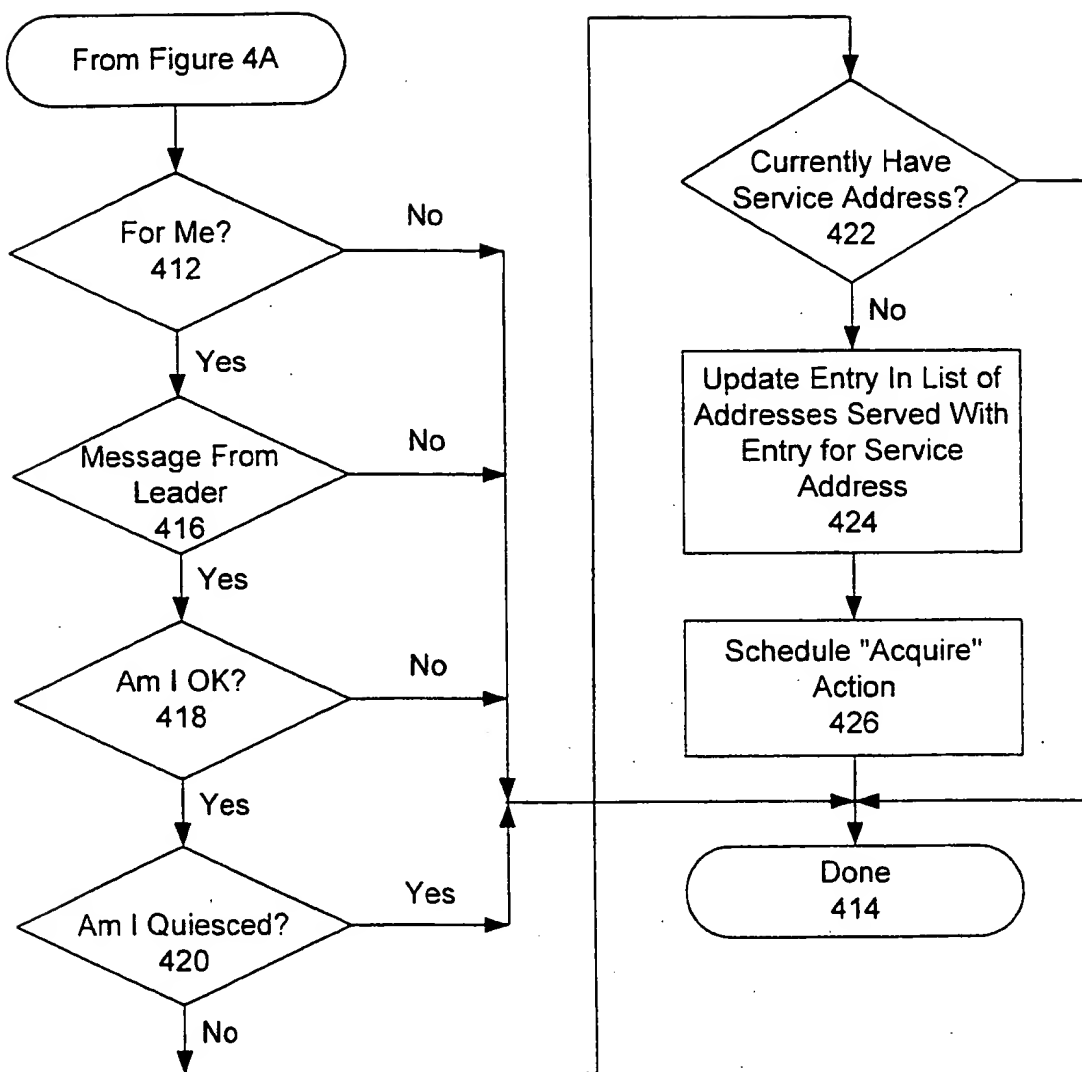 From Figure 4A
For Me?
412
No
Yes
Message From
Leader
416
No
Yes
Am I OK?
418
No
Yes
Am I Quiesced?
420
Yes
No
Currently Have
Service Address?
422
No
Update Entry In List of
Addresses Served With
Entry for Service
Address
424
Schedule "Acquire"
Action
426
Done
414